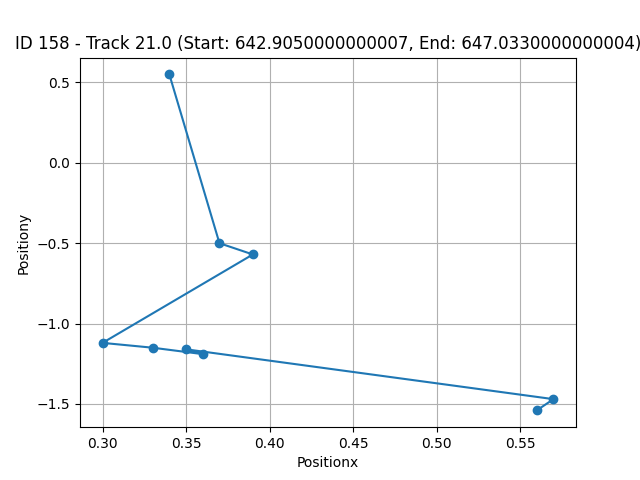 ID 158 - Track 21.0 (Start: 642.9050000000007, End: 647.0330000000004)
0.5
0.0
−0.5
−1.0
−1.5
Positiony
0.30 0.35 0.40 0.45 0.50 0.55
Positionx